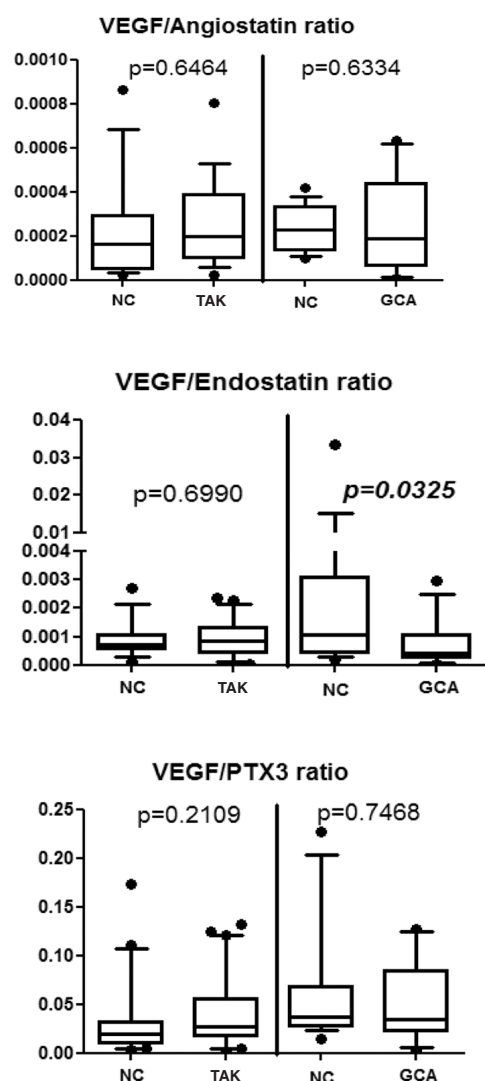 VEGF/Angiostatin ratio
p=0.6464 p=0.6334
0.0010
0.0008
0.0006
0.0004
0.0002
0.0000
NC TAK NC GCA
VEGF/Endostatin ratio
p=0.6990 p=0.0325
0.04
0.03
0.02
0.01
0.004
0.003
0.002
0.001
0.000
NC TAK NC GCA
VEGF/PTX3 ratio
p=0.2109 p=0.7468
0.25
0.20
0.15
0.10
0.05
0.00
NC TAK NC GCA